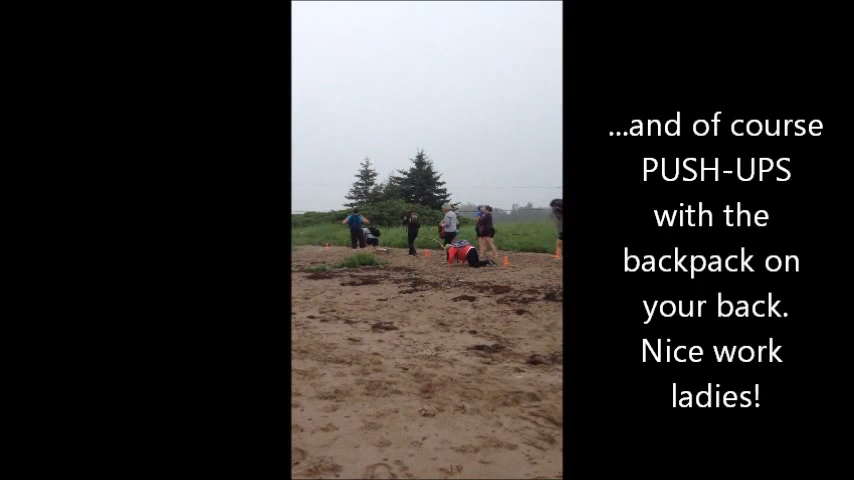 ...and of course
PUSH-UPS
with the
backpack on
your back.
Nice work
ladies!